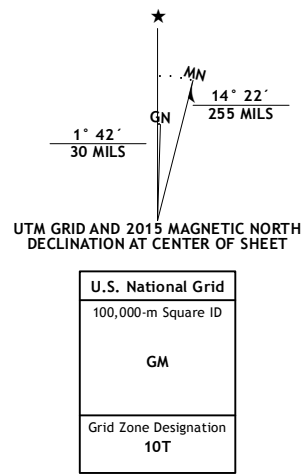 ★
MN
GN
14° 22´
255 MILS
1° 42´
30 MILS
UTM GRID AND 2015 MAGNETIC NORTH
DECLINATION AT CENTER OF SHEET
U.S. National Grid
100,000-m Square ID
GM
Grid Zone Designation
10T